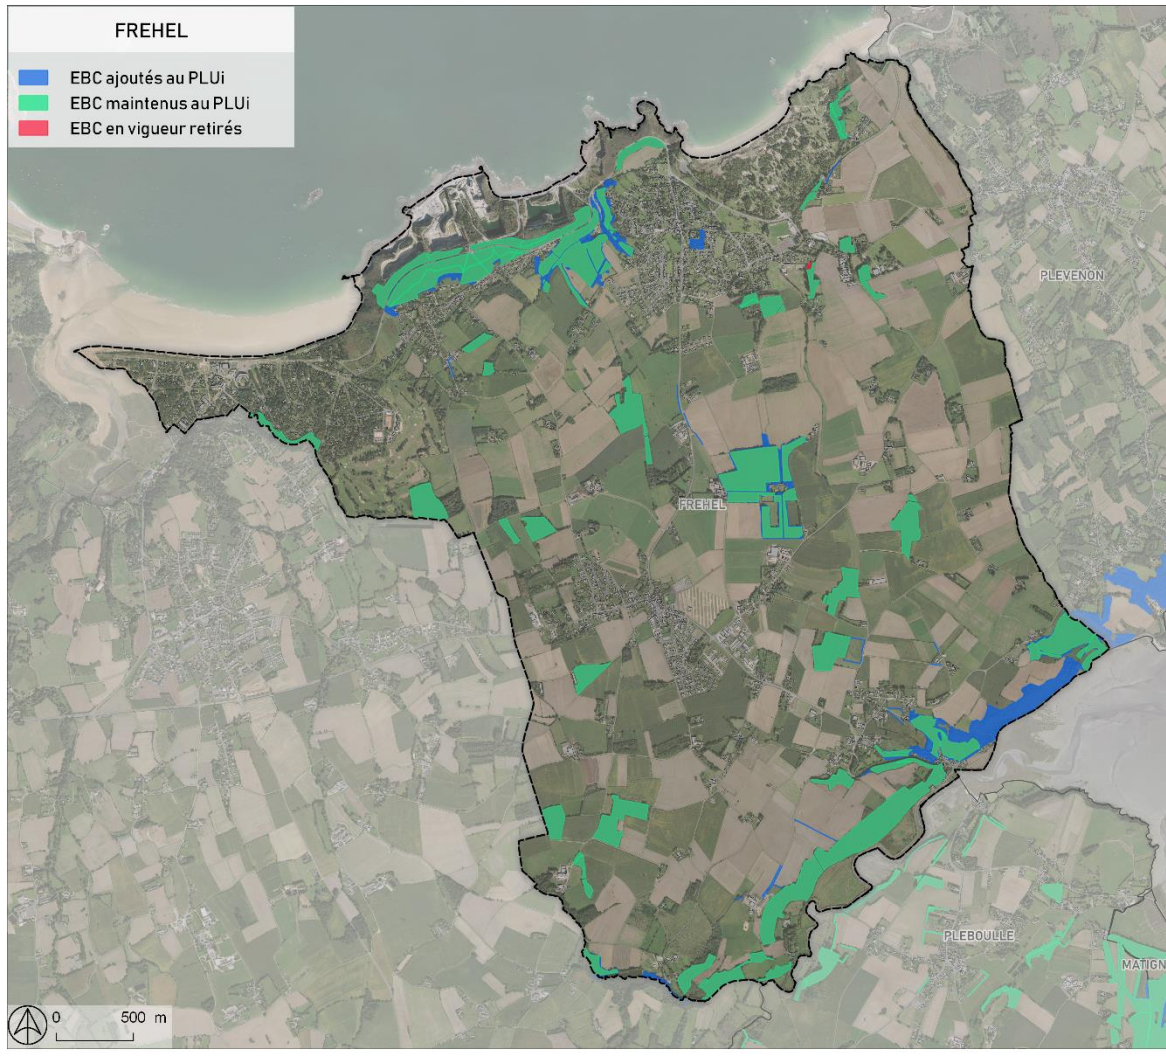 FREHEL
EBC ajoutés au PLUi
EBC maintenus au PLUi
EBC en vigueur retirés
PLEVENON
FREHEL
PLEBOULLE
MATIGN
0 500 m